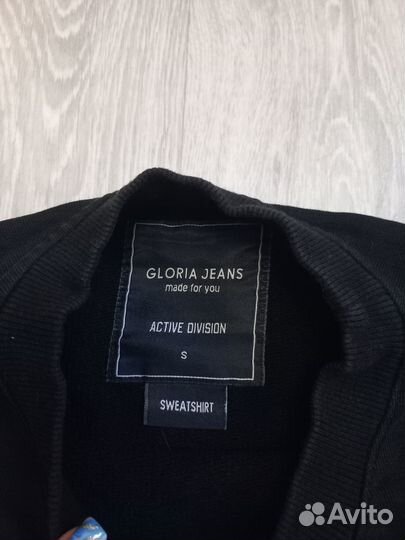 GLORIA JEANS
made for you
ACTIVE DIVISION
S
SWEATSHIRT
Avito